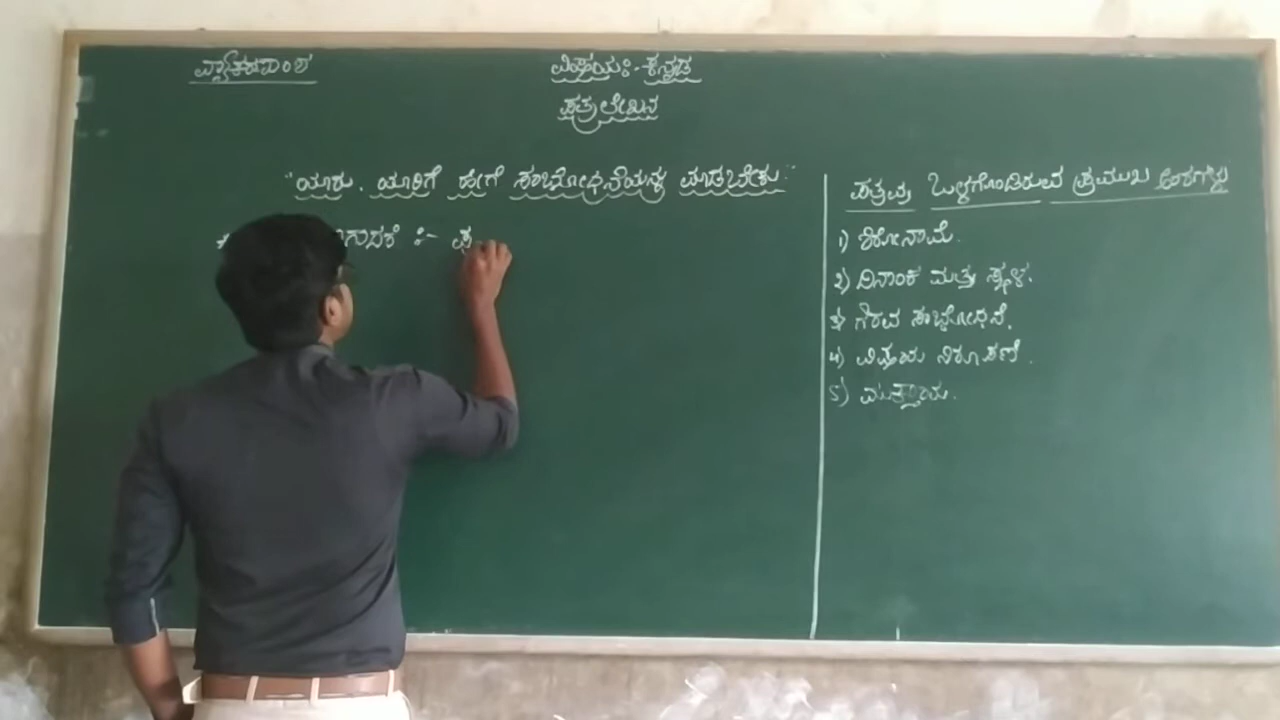 ವ್ಯಾಕರಣಾಂಶ
ವಿಷಯ:-ಕನ್ನಡ
ಪತ್ರಲೇಖನ
"ಯಾರು. ಯಾರಿಗೆ ಹೇಗೆ ಸಂಬೋಧನೆಯನ್ನು ಮಾಡಬೇಕು"
:- ಪ್ರ
ಪತ್ರವು ಒಳಗೊಂಡಿರುವ ಪ್ರಮುಖ ಅಂಶಗಳು
1) ಶಿರೋನಾಮೆ.
2) ದಿನಾಂಕ ಮತ್ತು ಸ್ಥಳ.
3) ಗೌರವ ಸಂಬೋಧನೆ.
4) ವಿಷಯ ನಿರೂಪಣೆ.
5) ಮುಕ್ತಾಯ.